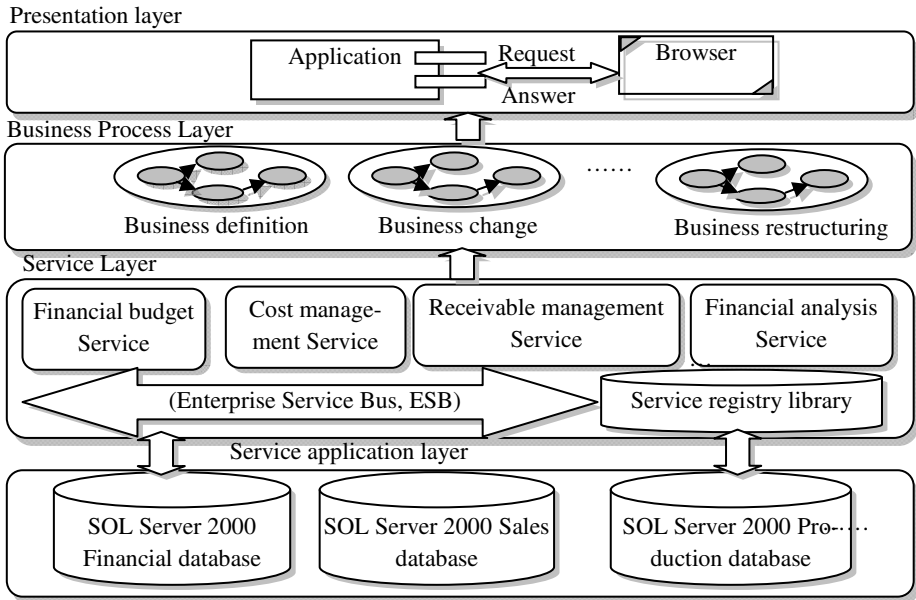 Presentation layer
Application
Request
Answer
Browser
Business Process Layer
......
Business definition
Business change
Business restructuring
Service Layer
Financial budget
Service
Cost manage-
ment Service
Receivable management
Service
Financial analysis
Service
...
(Enterprise Service Bus, ESB)
Service registry library
Service application layer
SOL Server 2000
Financial database
SOL Server 2000 Sales
database
SOL Server 2000 Pro-
duction database
......